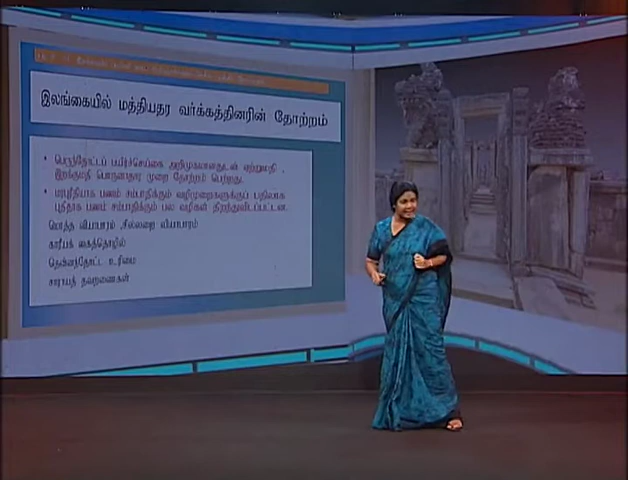 இலங்கையில் மத்தியதர வர்க்கத்தினரின் தோற்றம்
• பெருந்தோட்டப் பயிர்ச்செய்கை அறிமுகமானதுடன் ஏற்றுமதி,
இறக்குமதி பொருளாதார முறை தோற்றம் பெற்றது.
• மரபுரீதியாக பணம் சம்பாதிக்கும் வழிமுறைகளுக்குப் பதிலாக
புதிதாக பணம் சம்பாதிக்கும் பல வழிகள் திறந்துவிடப்பட்டன.
மொத்த வியாபாரம் ,சில்லறை வியாபாரம்
காரீயக் கைத்தொழில்
தென்னந்தோட்ட உரிமை
சாராயத் தவறணைகள்